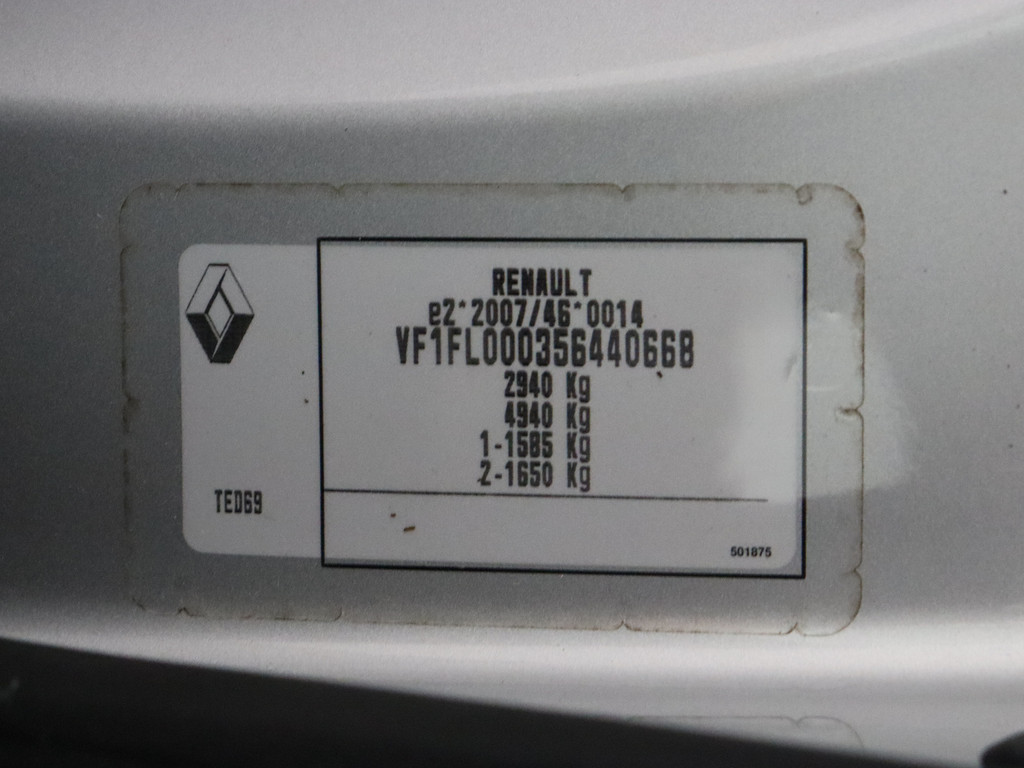 RENAULT
e2*2007/46*0014
VF1FL000356440668
2940 Kg
4940 Kg
1-1585 Kg
2-1650 Kg
TED69
501875